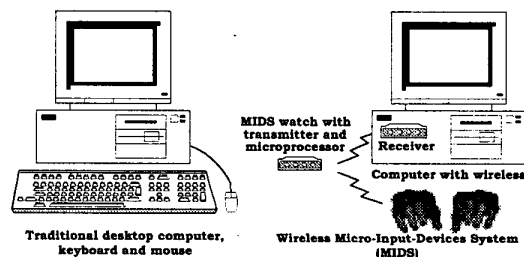 MIDS watch with
transmitter and
microprocessor
Receiver
Computer with wireless
Traditional desktop computer,
keyboard and mouse
Wireless Micro-Input-Devices System
(MIDS)